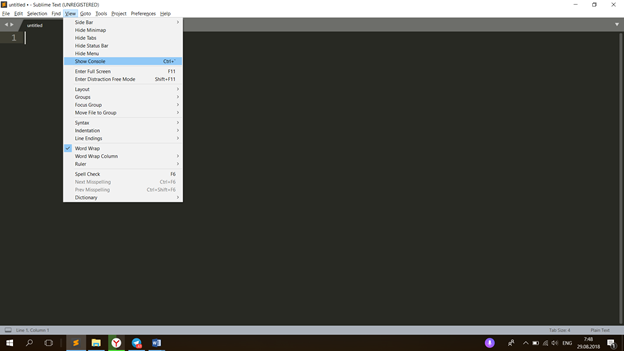 untitled • - Sublime Text (UNREGISTERED)
File Edit Selection Find View Goto Tools Project Preferences Help
untitled
1
Side Bar
Hide Minimap
Hide Tabs
Hide Status Bar
Hide Menu
Show Console Ctrl+`
Enter Full Screen F11
Enter Distraction Free Mode Shift+F11
Layout
Groups
Focus Group
Move File to Group
Syntax
Indentation
Line Endings
Word Wrap
Word Wrap Column
Ruler
Spell Check F6
Next Misspelling Ctrl+F6
Prev Misspelling Ctrl+Shift+F6
Dictionary
Line 1, Column 1 Tab Size: 4 Plain Text
ENG
7:48
29.08.2018